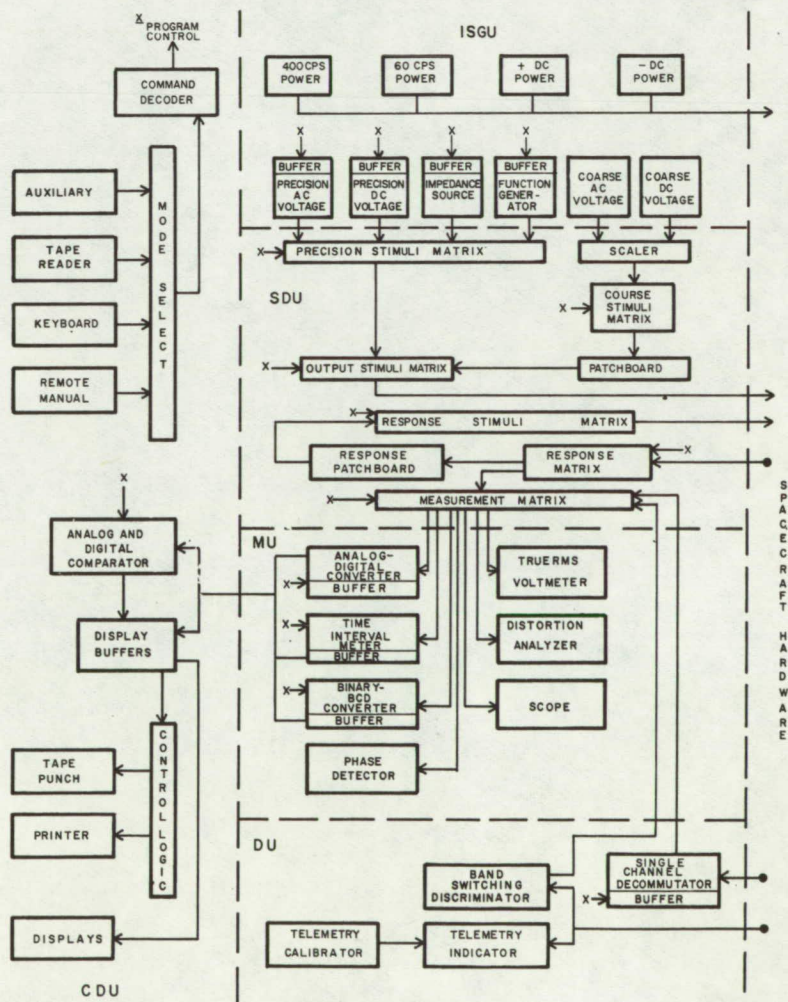 X PROGRAM
CONTROL
COMMAND
DECODER
AUXILIARY
TAPE
READER
KEYBOARD
REMOTE
MANUAL
MODE SELECT
ISGU
400CPS
POWER
60 CPS
POWER
+ DC
POWER
- DC
POWER
X
X
X
X
BUFFER
PRECISION
AC
VOLTAGE
BUFFER
PRECISION
DC
VOLTAGE
BUFFER
IMPEDANCE
SOURCE
BUFFER
FUNCTION
GENER-
ATOR
COARSE
AC
VOLTAGE
COARSE
DC
VOLTAGE
X
PRECISION STIMULI MATRIX
SCALER
SDU
X
COURSE
STIMULI
MATRIX
X
OUTPUT STIMULI MATRIX
PATCHBOARD
X
RESPONSE STIMULI MATRIX
RESPONSE
PATCHBOARD
RESPONSE
MATRIX
X
X
MEASUREMENT MATRIX
X
ANALOG AND
DIGITAL
COMPARATOR
DISPLAY
BUFFERS
CONTROL LOGIC
TAPE
PUNCH
PRINTER
DISPLAYS
CDU
MU
X
ANALOG-
DIGITAL
CONVERTER
BUFFER
X
TIME
INTERVAL
METER
BUFFER
X
BINARY-
BCD
CONVERTER
BUFFER
PHASE
DETECTOR
TRUERMS
VOLTMETER
DISTORTION
ANALYZER
SCOPE
DU
BAND
SWITCHING
DISCRIMINATOR
X
SINGLE
CHANNEL
DECOMMUTATOR
BUFFER
TELEMETRY
CALIBRATOR
TELEMETRY
INDICATOR
SPACECRAFT HARDWARE